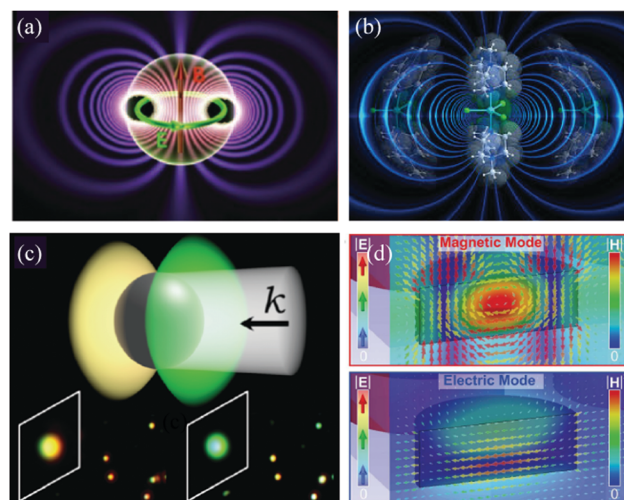 (a)
B
E
(b)
(c)
k
(c)
(d)
Magnetic Mode
|E|
|H|
0
0
Electric Mode
|E|
|H|
0
0